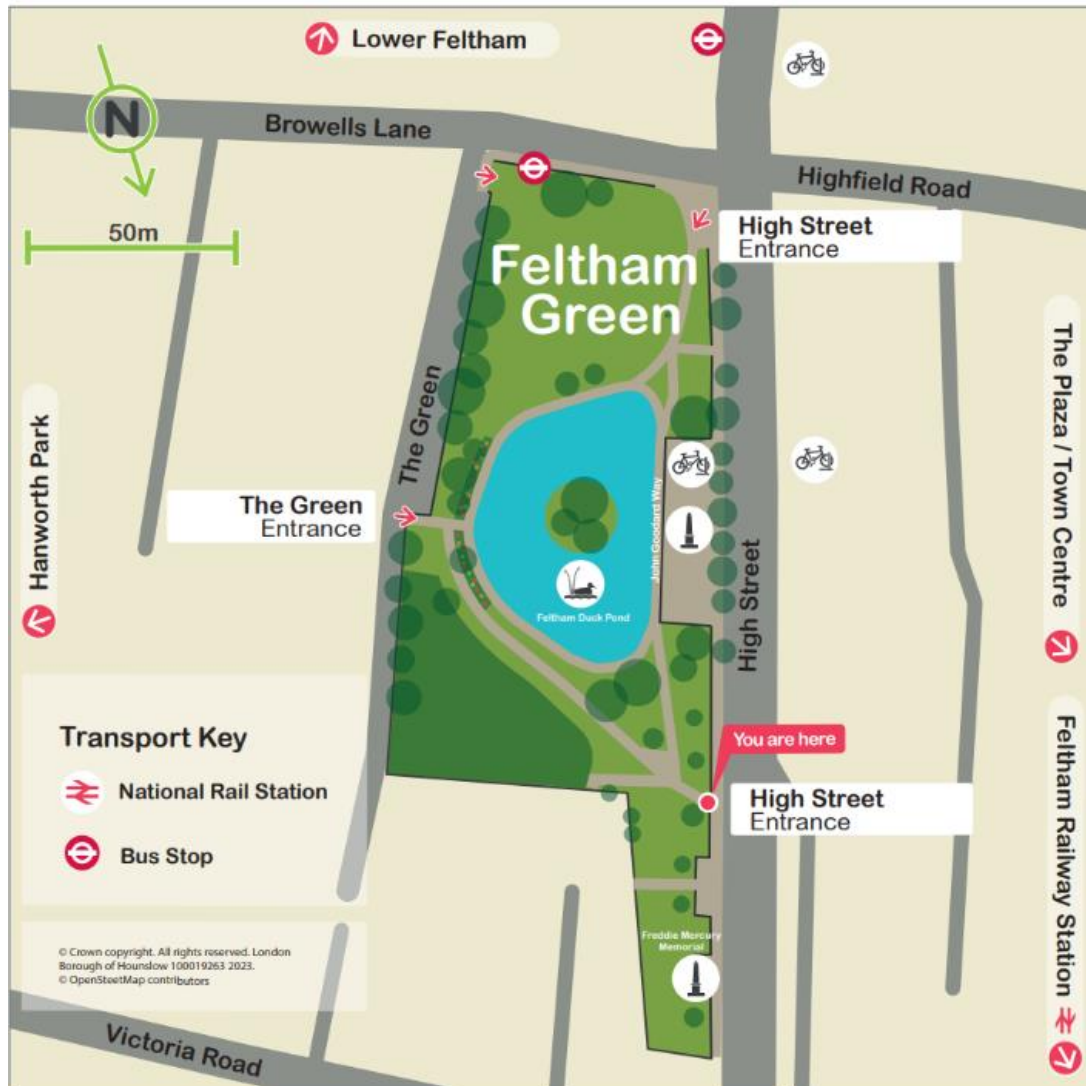 Lower Feltham
N
Browells Lane
Highfield Road
50m
High Street
Entrance
Feltham
Green
The Green
The Plaza / Town Centre
Hanworth Park
The Green
Entrance
John Goodard Way
High Street
Feltham Duck Pond
Transport Key
National Rail Station
Bus Stop
You are here
High Street
Entrance
Feltham Railway Station
Freddie Mercury
Memorial
© Crown copyright. All rights reserved. London
Borough of Hounslow 100019263 2023.
© OpenSteetMap contributors
Victoria Road